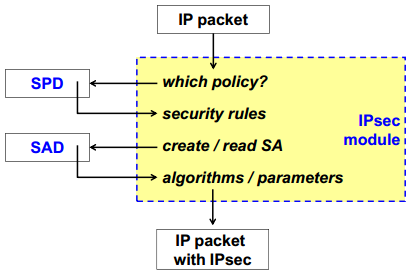 IP packet
SPD
which policy?
security rules
IPsec
module
SAD
create / read SA
algorithms / parameters
IP packet
with IPsec